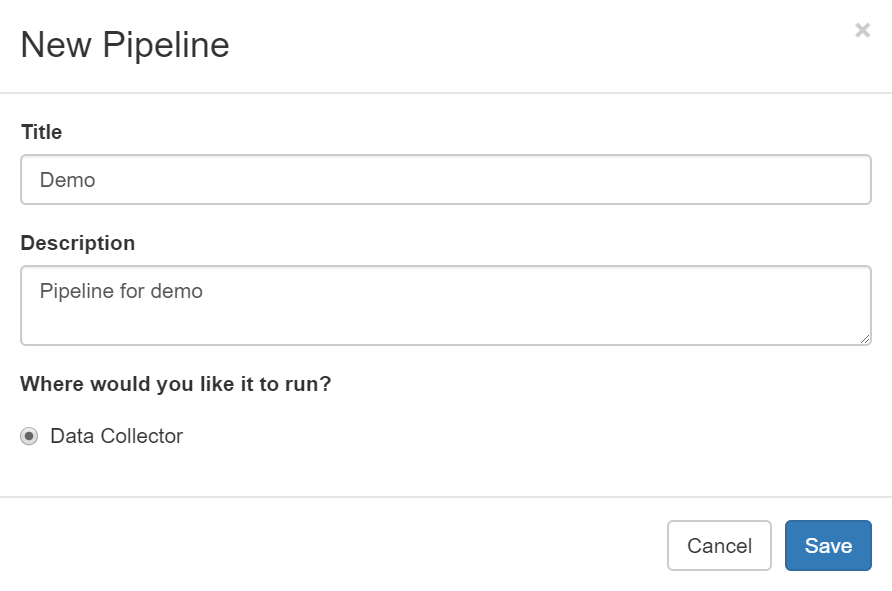 New Pipeline
×
Title
Demo
Description
Pipeline for demo
Where would you like it to run?
Data Collector
Cancel
Save